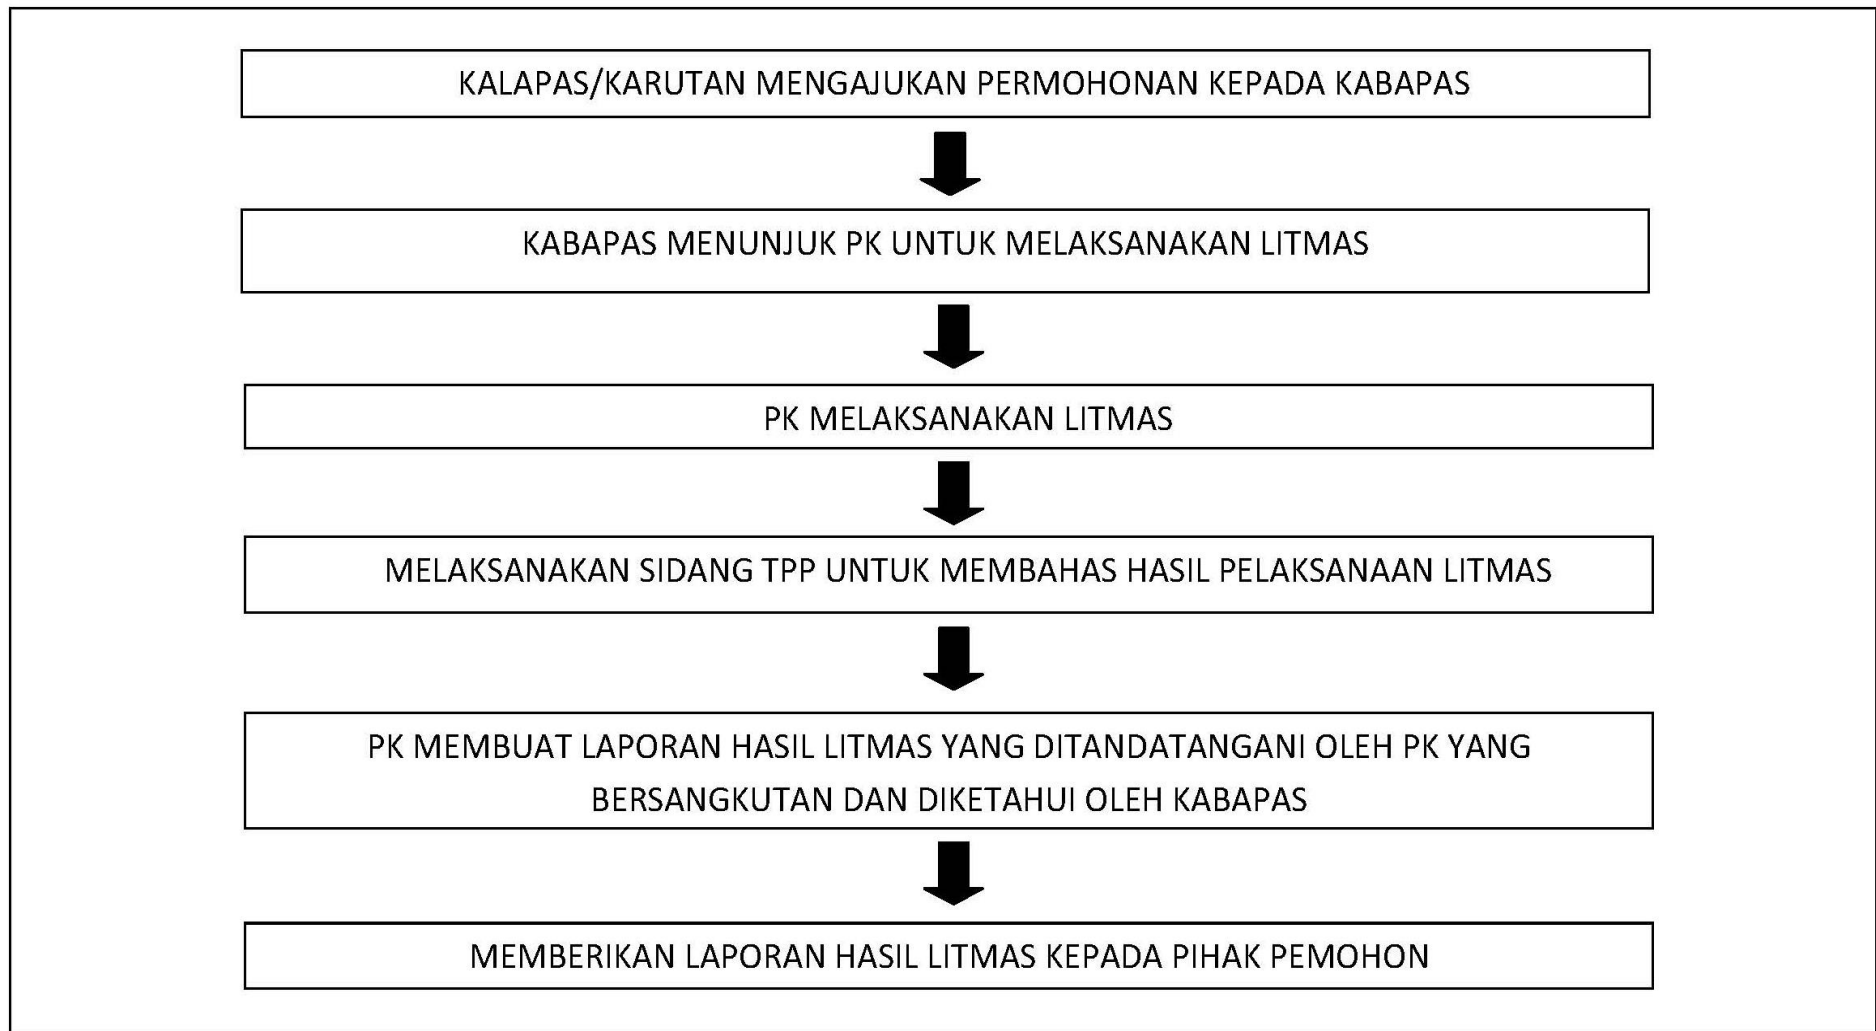 KALAPAS/KARUTAN MENGAJUKAN PERMOHONAN KEPADA KABAPAS
KABAPAS MENUNJUK PK UNTUK MELAKSANAKAN LITMAS
PK MELAKSANAKAN LITMAS
MELAKSANAKAN SIDANG TPP UNTUK MEMBAHAS HASIL PELAKSANAAN LITMAS
PK MEMBUAT LAPORAN HASIL LITMAS YANG DITANDATANGANI OLEH PK YANG
BERSANGKUTAN DAN DIKETAHUI OLEH KABAPAS
MEMBERIKAN LAPORAN HASIL LITMAS KEPADA PIHAK PEMOHON